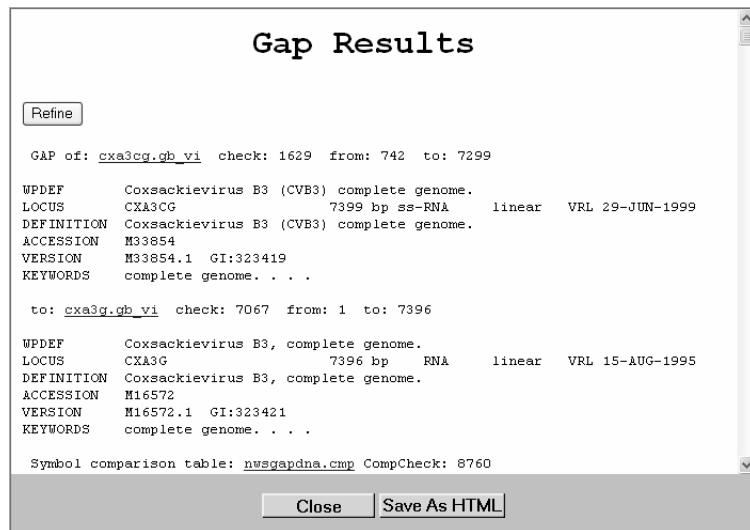 Gap Results
Refine
GAP of: cxa3cg.gb_vi check: 1629 from: 742 to: 7299
WPDEF Coxsackievirus B3 (CVB3) complete genome.
LOCUS CXA3CG 7399 bp ss-RNA linear VRL 29-JUN-1999
DEFINITION Coxsackievirus B3 (CVB3) complete genome.
ACCESSION M33854
VERSION M33854.1 GI:323419
KEYWORDS complete genome. . . .
to: cxa3g.gb_vi check: 7067 from: 1 to: 7396
WPDEF Coxsackievirus B3, complete genome.
LOCUS CXA3G 7396 bp RNA linear VRL 15-AUG-1995
DEFINITION Coxsackievirus B3, complete genome.
ACCESSION M16572
VERSION M16572.1 GI:323421
KEYWORDS complete genome. . . .
Symbol comparison table: nwsgapdna.cmp CompCheck: 8760
Close Save As HTML